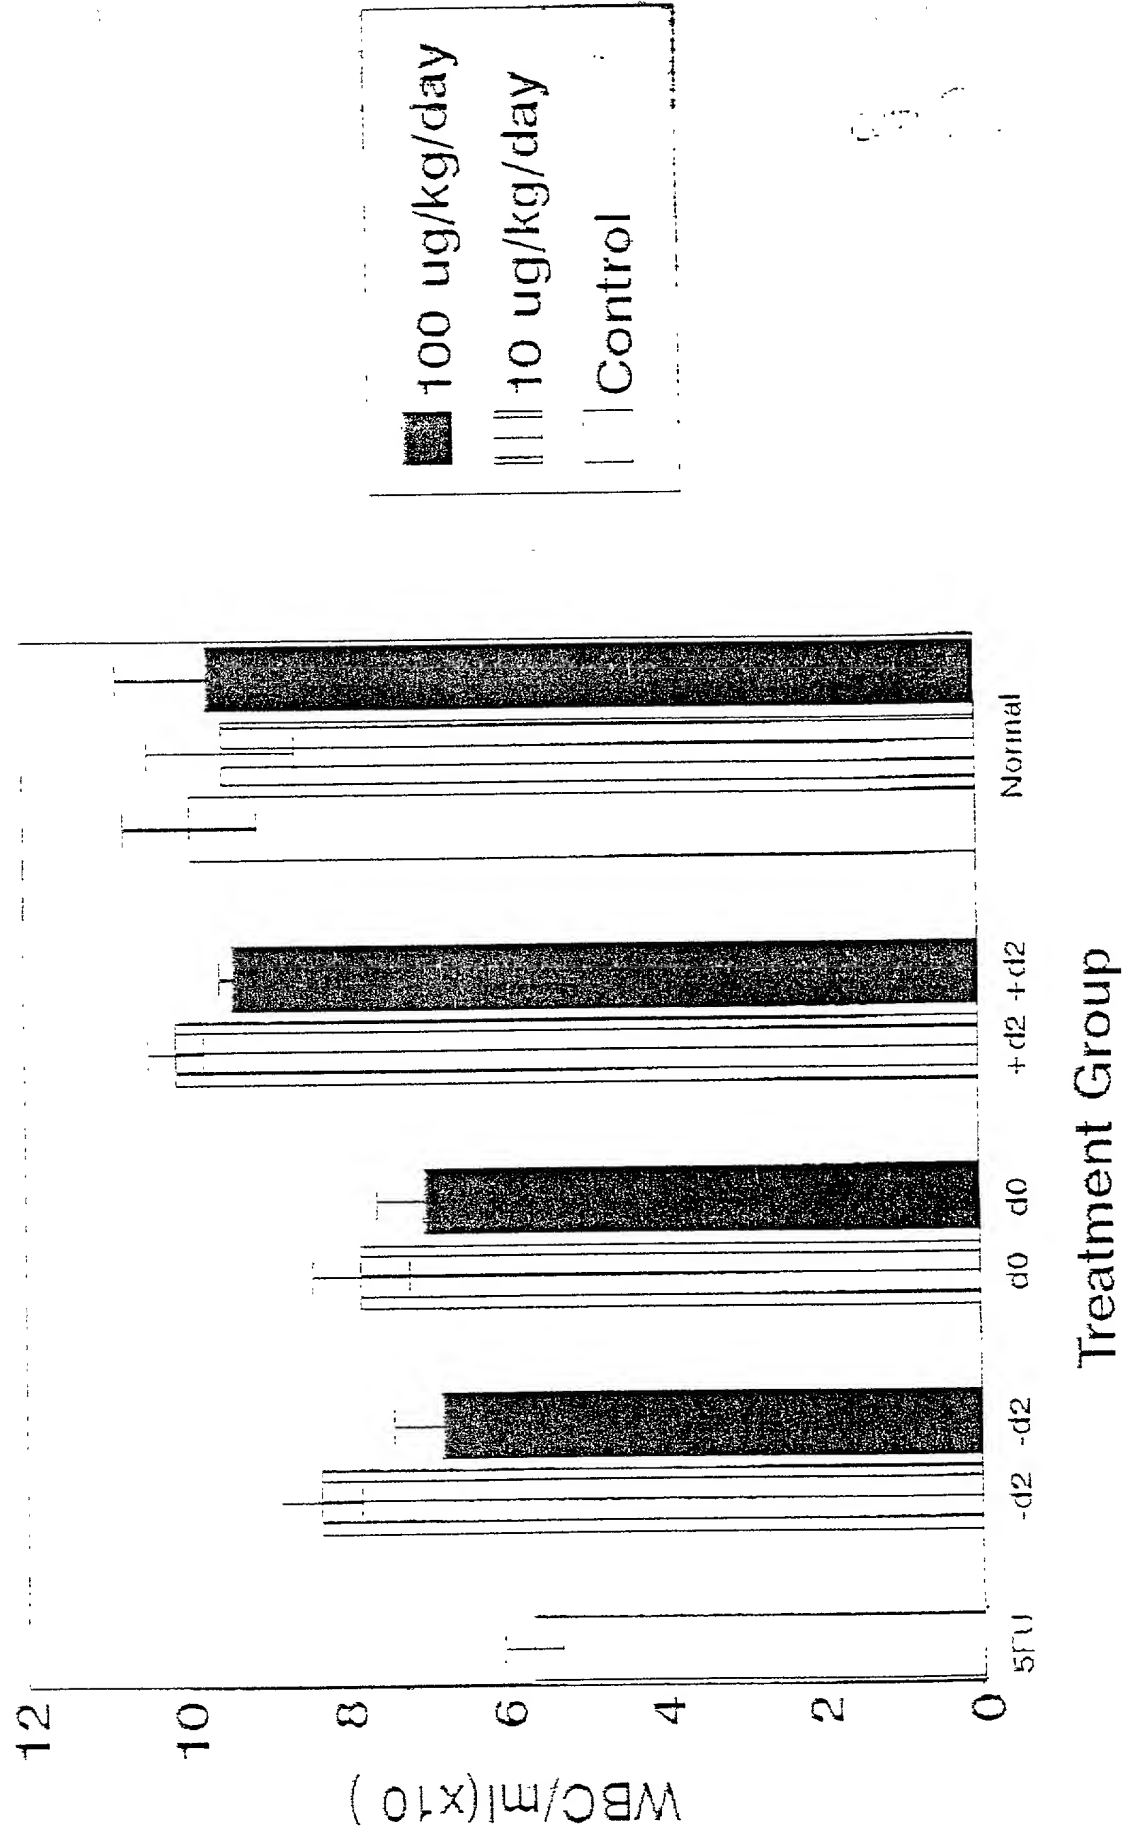 WBC/ml(x10 )
12
10
8
6
4
2
0
5FU
-d2 -d2
d0 d0
+d2 +d2
Normal
Treatment Group
100 ug/kg/day
10 ug/kg/day
Control